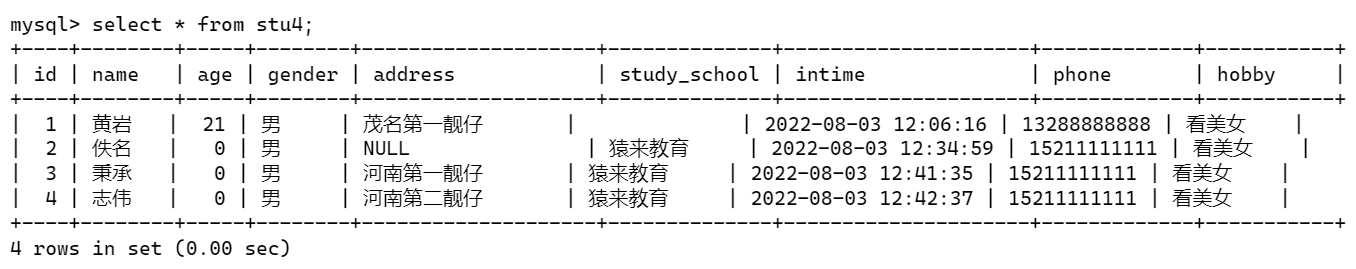 mysql> select * from stu4;
+----+--------+-----+--------+--------------------+--------------+---------------------+-------------+-----------+
| id | name   | age | gender | address            | study_school | intime              | phone       | hobby     |
+----+--------+-----+--------+--------------------+--------------+---------------------+-------------+-----------+
|  1 | 黄岩   |  21 | 男     | 茂名第一靓仔       |              | 2022-08-03 12:06:16 | 13288888888 | 看美女    |
|  2 | 佚名   |   0 | 男     | NULL               | 猿来教育     | 2022-08-03 12:34:59 | 15211111111 | 看美女    |
|  3 | 秉承   |   0 | 男     | 河南第一靓仔       | 猿来教育     | 2022-08-03 12:41:35 | 15211111111 | 看美女    |
|  4 | 志伟   |   0 | 男     | 河南第二靓仔       | 猿来教育     | 2022-08-03 12:42:37 | 15211111111 | 看美女    |
+----+--------+-----+--------+--------------------+--------------+---------------------+-------------+-----------+
4 rows in set (0.00 sec)